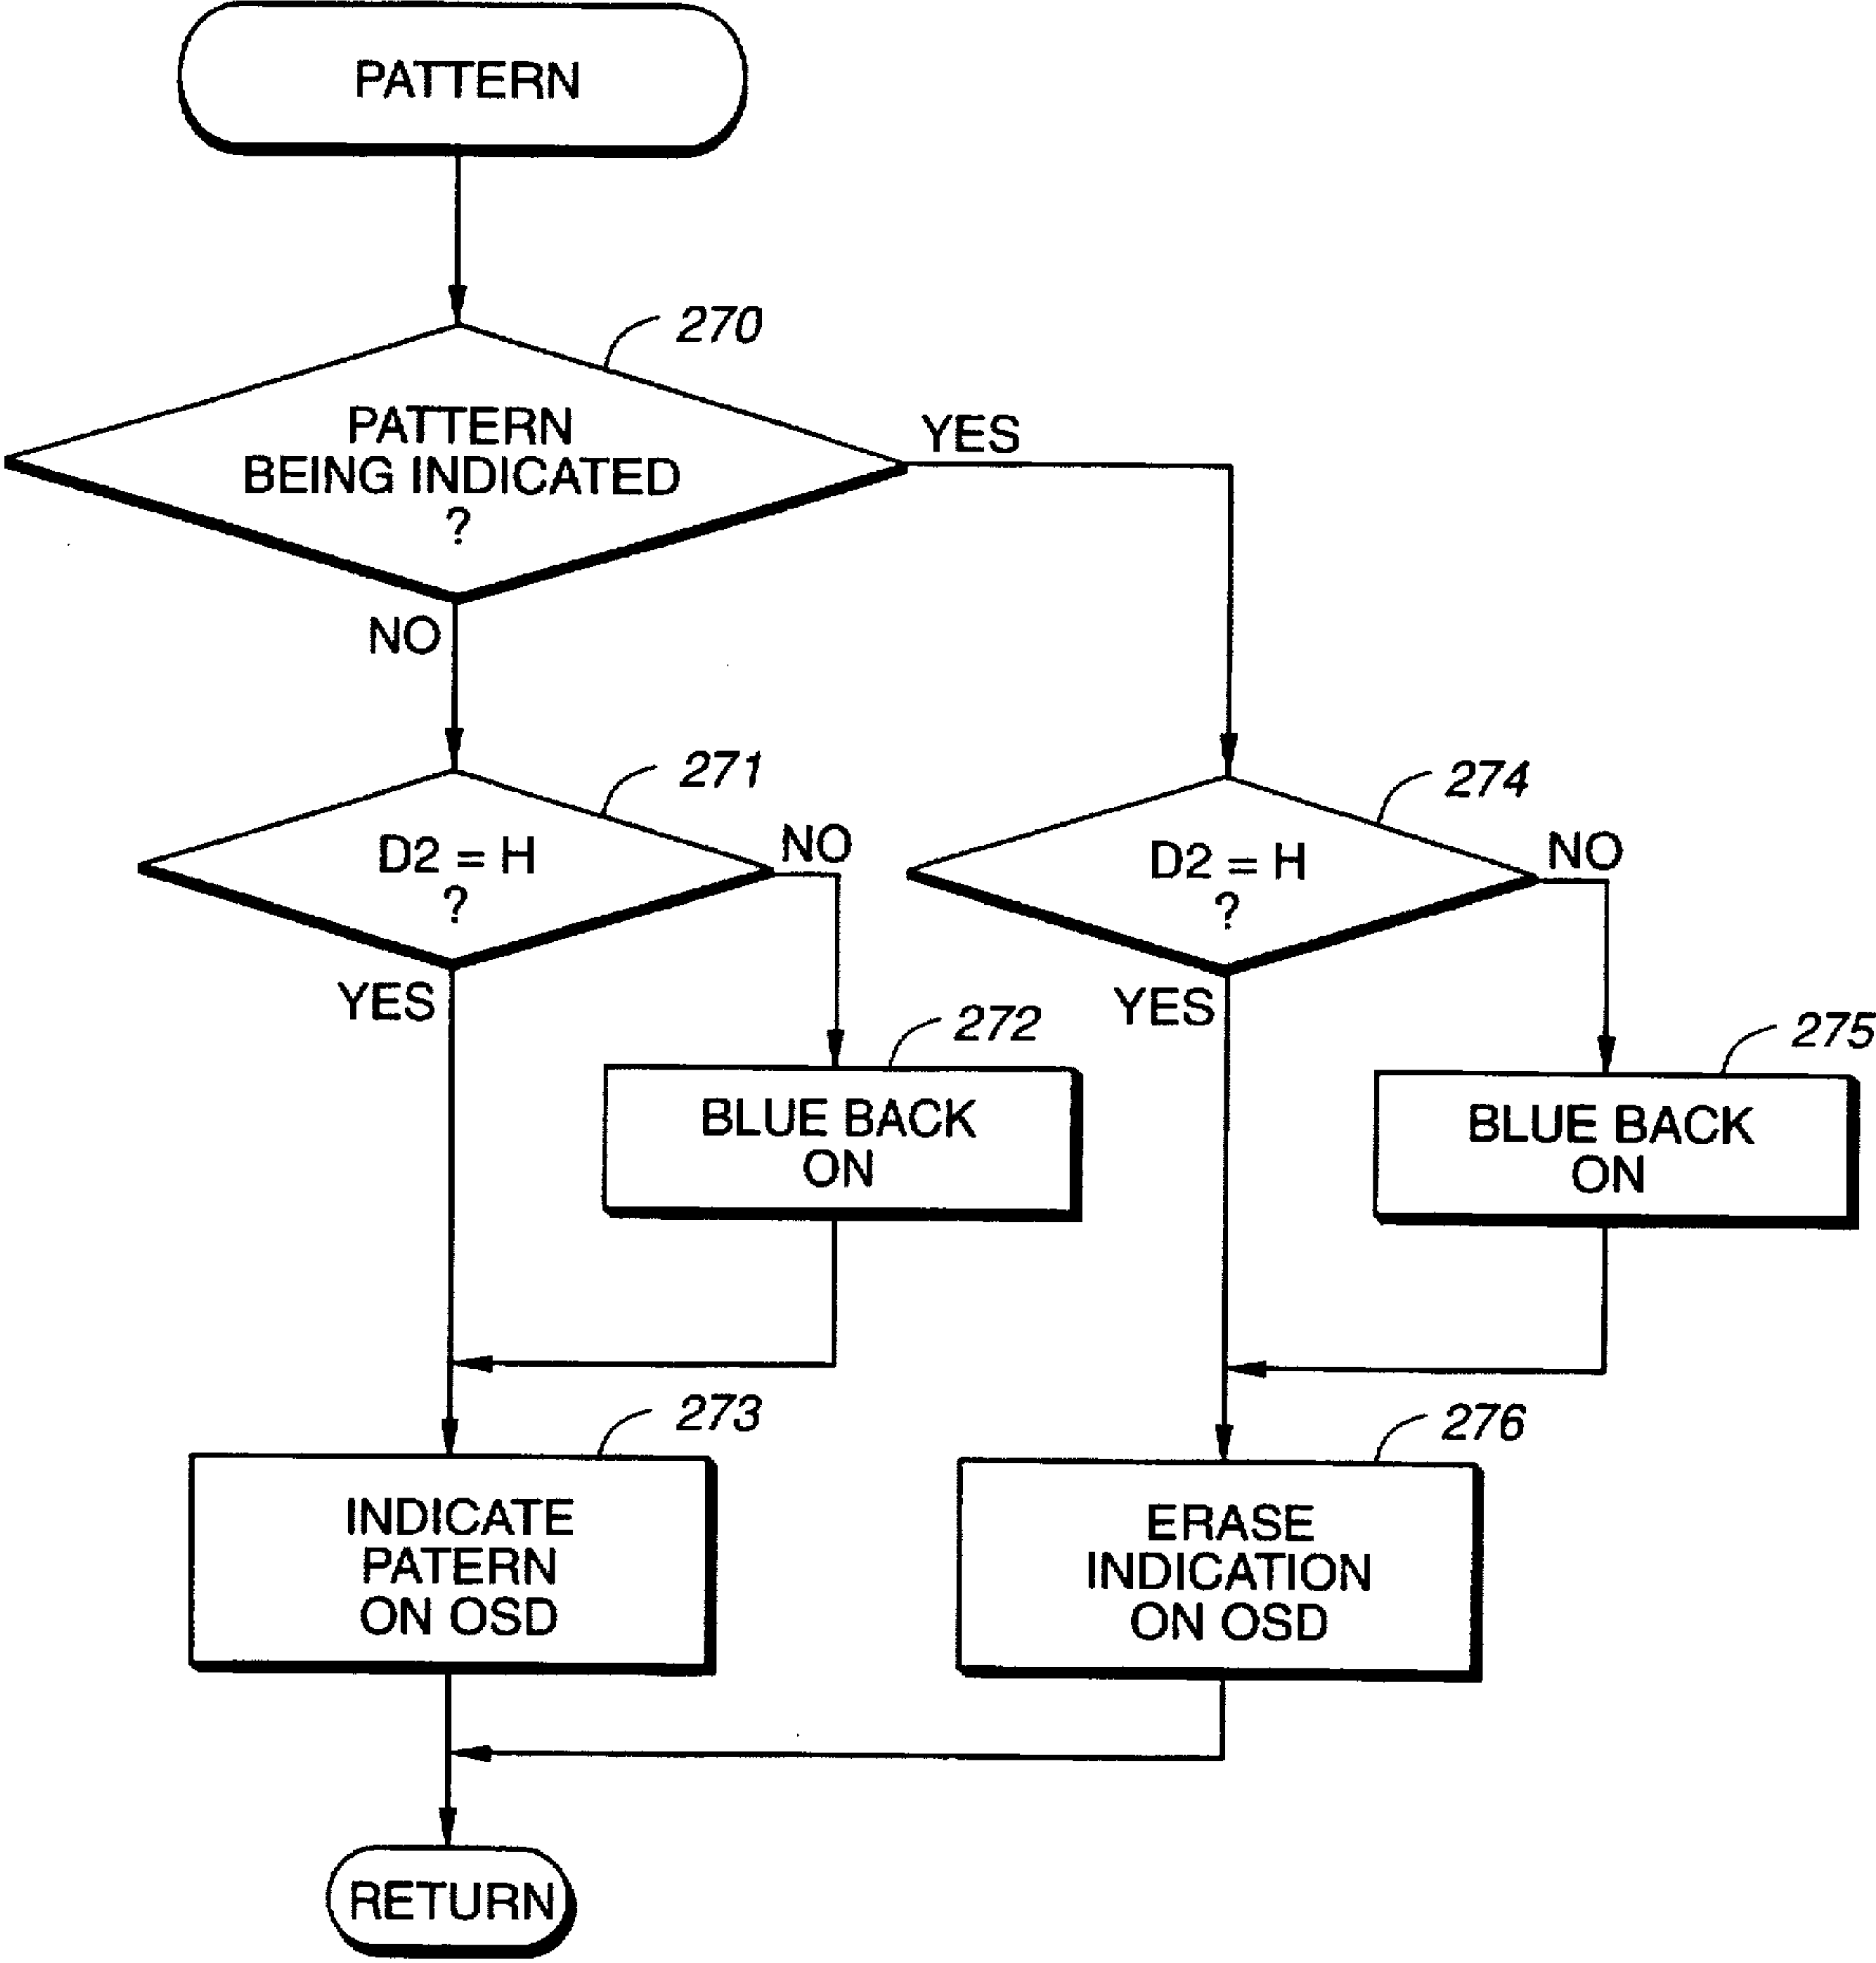 PATTERN
270
PATTERN
BEING INDICATED
?
YES
NO
271
D2 = H
?
NO
YES
274
D2 = H
?
NO
YES
272
BLUE BACK
ON
275
BLUE BACK
ON
273
INDICATE
PATERN
ON OSD
276
ERASE
INDICATION
ON OSD
RETURN